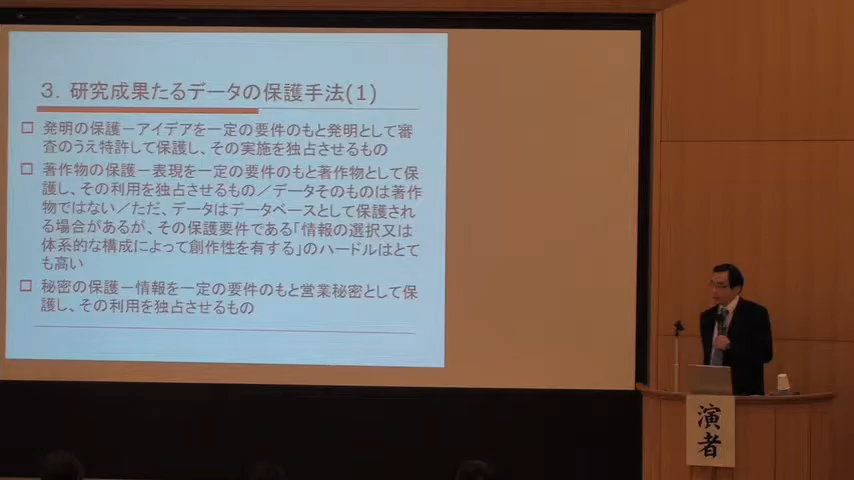 ３．研究成果たるデータの保護手法(1)
□ 発明の保護－アイデアを一定の要件のもと発明として審
査のうえ特許して保護し、その実施を独占させるもの
□ 著作物の保護－表現を一定の要件のもと著作物として保
護し、その利用を独占させるもの／データそのものは著作
物ではない／ただ、データはデータベースとして保護され
る場合があるが、その保護要件である「情報の選択又は
体系的な構成によって創作性を有する」のハードルはとて
も高い
□ 秘密の保護－情報を一定の要件のもと営業秘密として保
護し、その利用を独占させるもの
演者